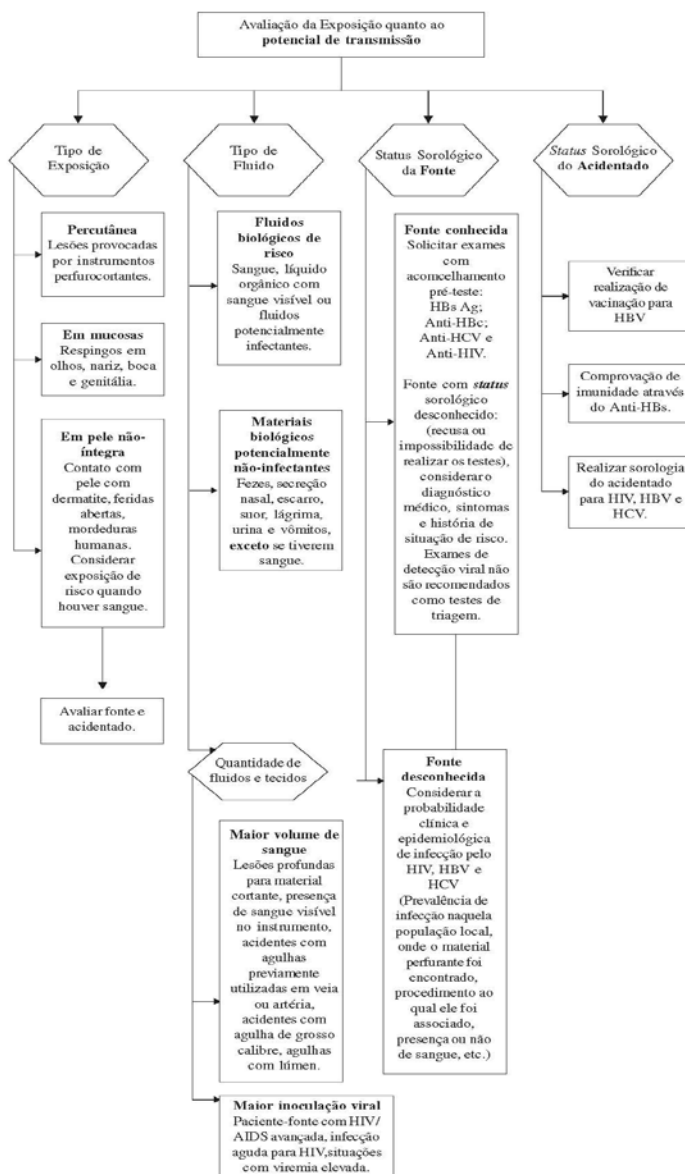 Avaliação da Exposição quanto ao
potencial de transmissão
Tipo de
Exposição
Percutânea
Lesões provocadas
por instrumentos
perfurocortantes.
Em mucosas
Respingos em
olhos, nariz, boca
e genitália.
Em pele não-
íntegra
Contato com
pele com
dermatite, feridas
abertas,
mordeduras
humanas.
Considerar
exposição de
risco quando
houver sangue.
Avaliar fonte e
acidentado.
Tipo de
Fluido
Fluidos
biológicos de
risco
Sangue, líquido
orgânico com
sangue visível ou
fluidos
potencialmente
infectantes.
Materiais
biológicos
potencialmente
não-infectantes
Fezes, secreção
nasal, escarro,
suor, lágrima,
urina e vômitos,
exceto se tiverem
sangue.
Quantidade de
fluidos e tecidos
Maior volume de
sangue
Lesões profundas
para material
cortante, presença
de sangue visível
no instrumento,
acidentes com
agulhas
previamente
utilizadas em veia
ou artéria,
acidentes com
agulha de grosso
calibre, agulhas
com lúmen.
Maior inoculação viral
Paciente-fonte com HIV/
AIDS avançada, infecção
aguda para HIV,situações
com viremia elevada.
Status Sorológico
da Fonte
Fonte conhecida
Solicitar exames
com
acomcelhamento
pré-teste:
HBs Ag;
Anti-HBc;
Anti-HCV e
Anti-HIV.
Fonte com status
sorológico
desconhecido:
(recusa ou
impossibilidade de
realizar os testes),
considerar o
diagnóstico
médico, sintomas
e história de
situação de risco.
Exames de
detecção viral não
são recomendados
como testes de
triagem.
Fonte
desconhecida
Considerar a
probabilidade
clínica e
epidemiológica
de infecção pelo
HIV, HBV e
HCV
(Prevalência de
infecção naquela
população local,
onde o material
perfurante foi
encontrado,
procedimento ao
qual ele foi
associado,
presença ou não
de sangue, etc.)
Status Sorológico
do Acidentado
Verificar
realização de
vacinação para
HBV
Comprovação de
imunidade através
do Anti-HBs.
Realizar sorologia
do acidentado
para HIV, HBV e
HCV.